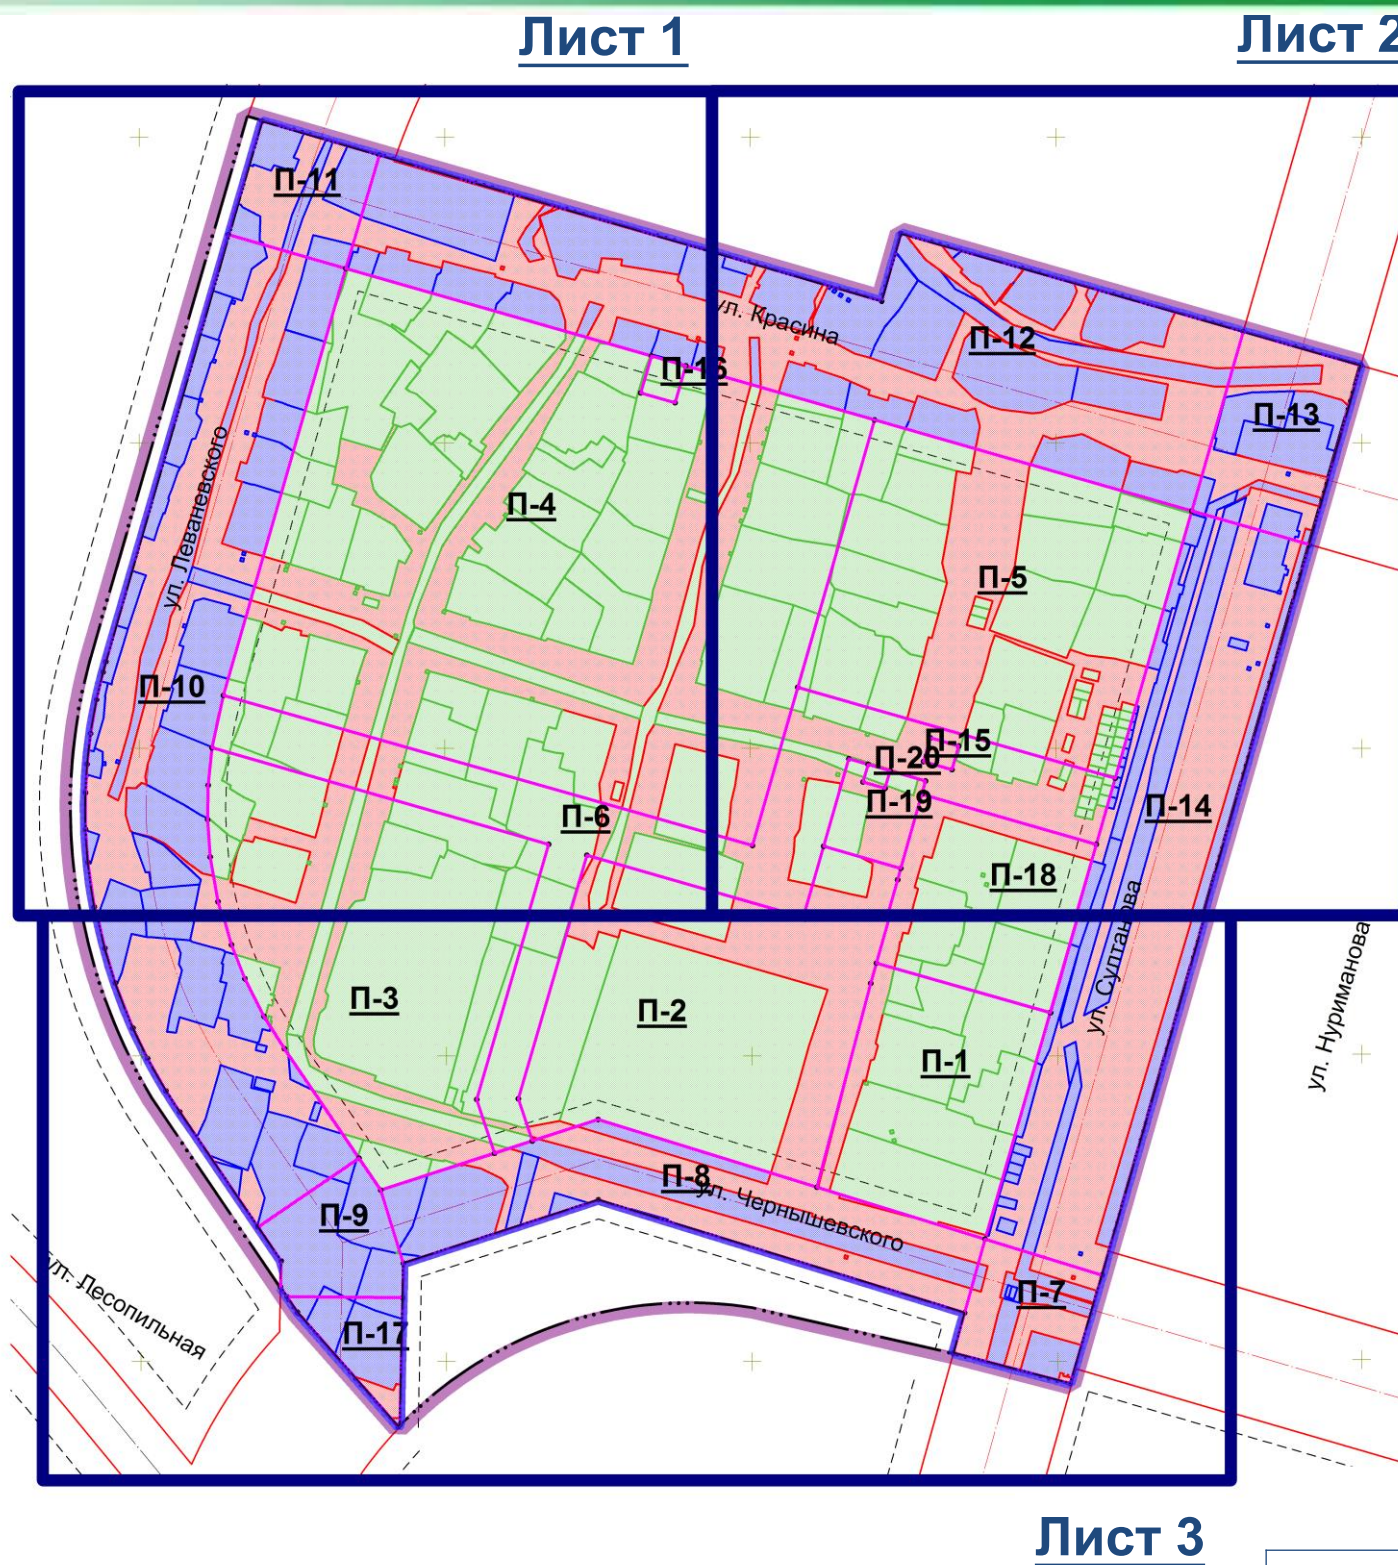 Лист 1
Лист 2
П-11
ул. Красина
П-12
П-16
П-13
ул. Леваневского
П-4
П-5
П-10
П-15
П-20
П-19
П-14
П-6
П-18
ул. Султанова
ул. Нуриманова
П-3
П-2
П-1
П-8
ул. Чернышевского
П-9
ул. Лесопильная
П-7
П-17
Лист 3